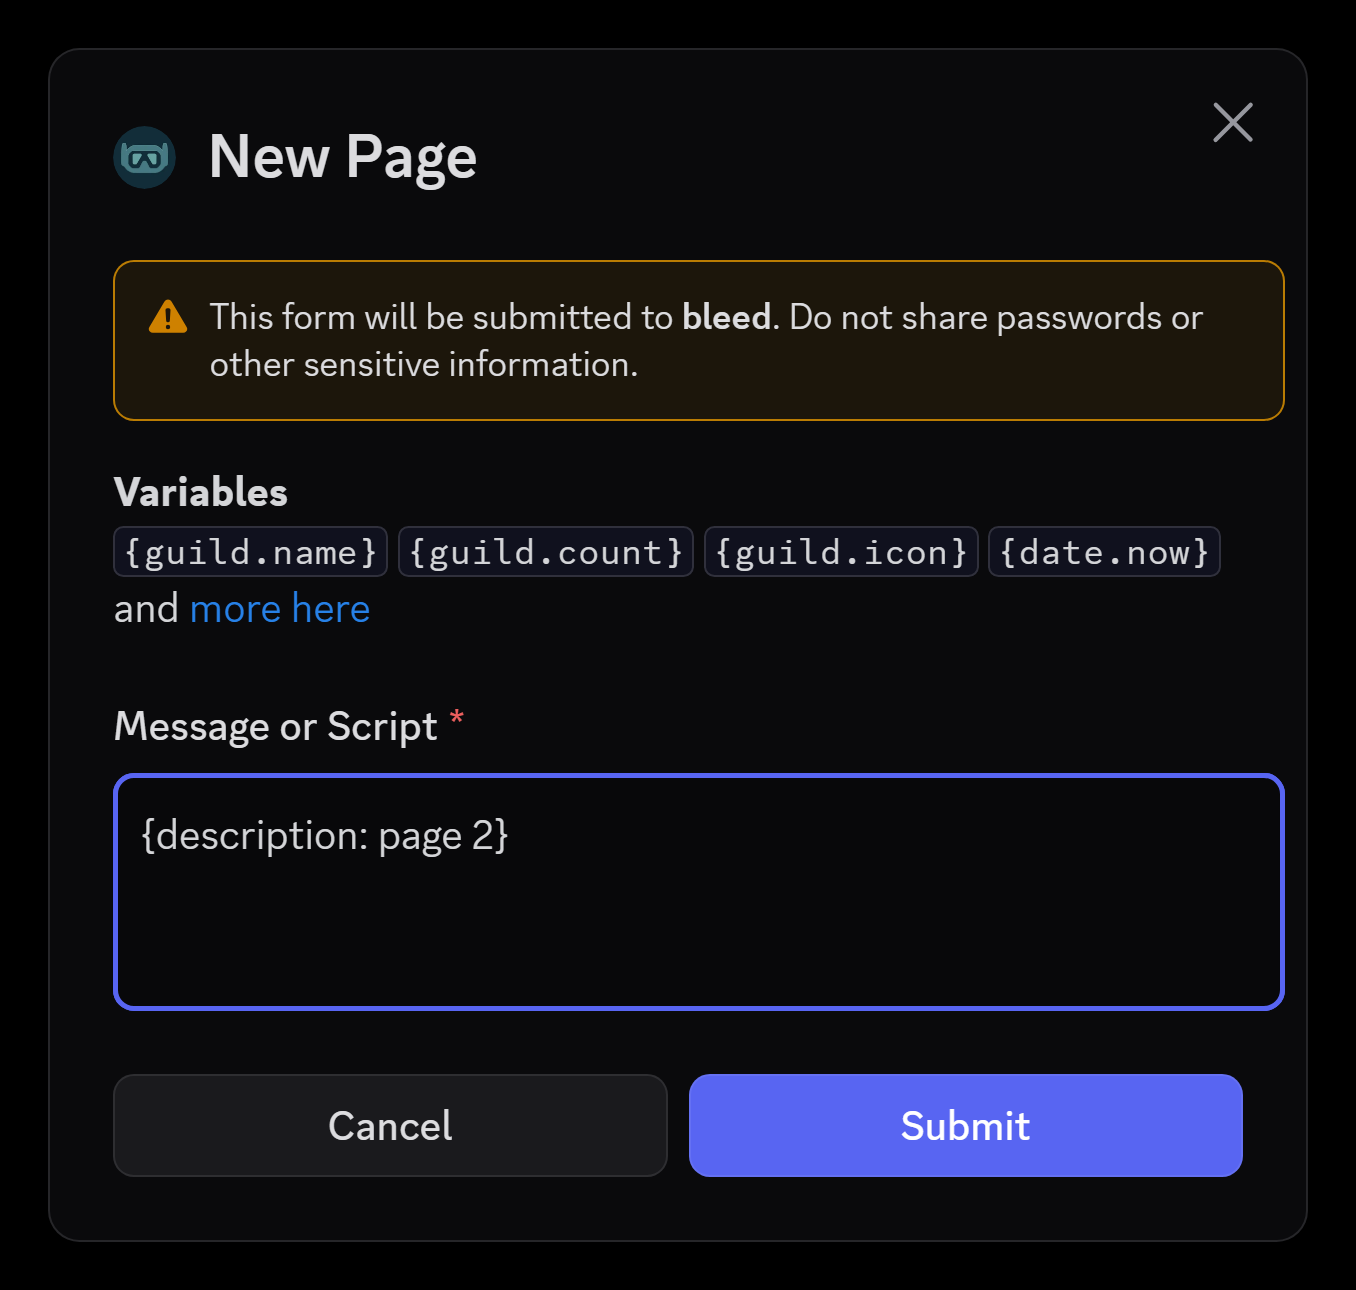 New Page
This form will be submitted to bleed. Do not share passwords or
other sensitive information.
Variables
{guild.name} {guild.count} {guild.icon} {date.now}
and more here
Message or Script *
{description: page 2}
Cancel Submit